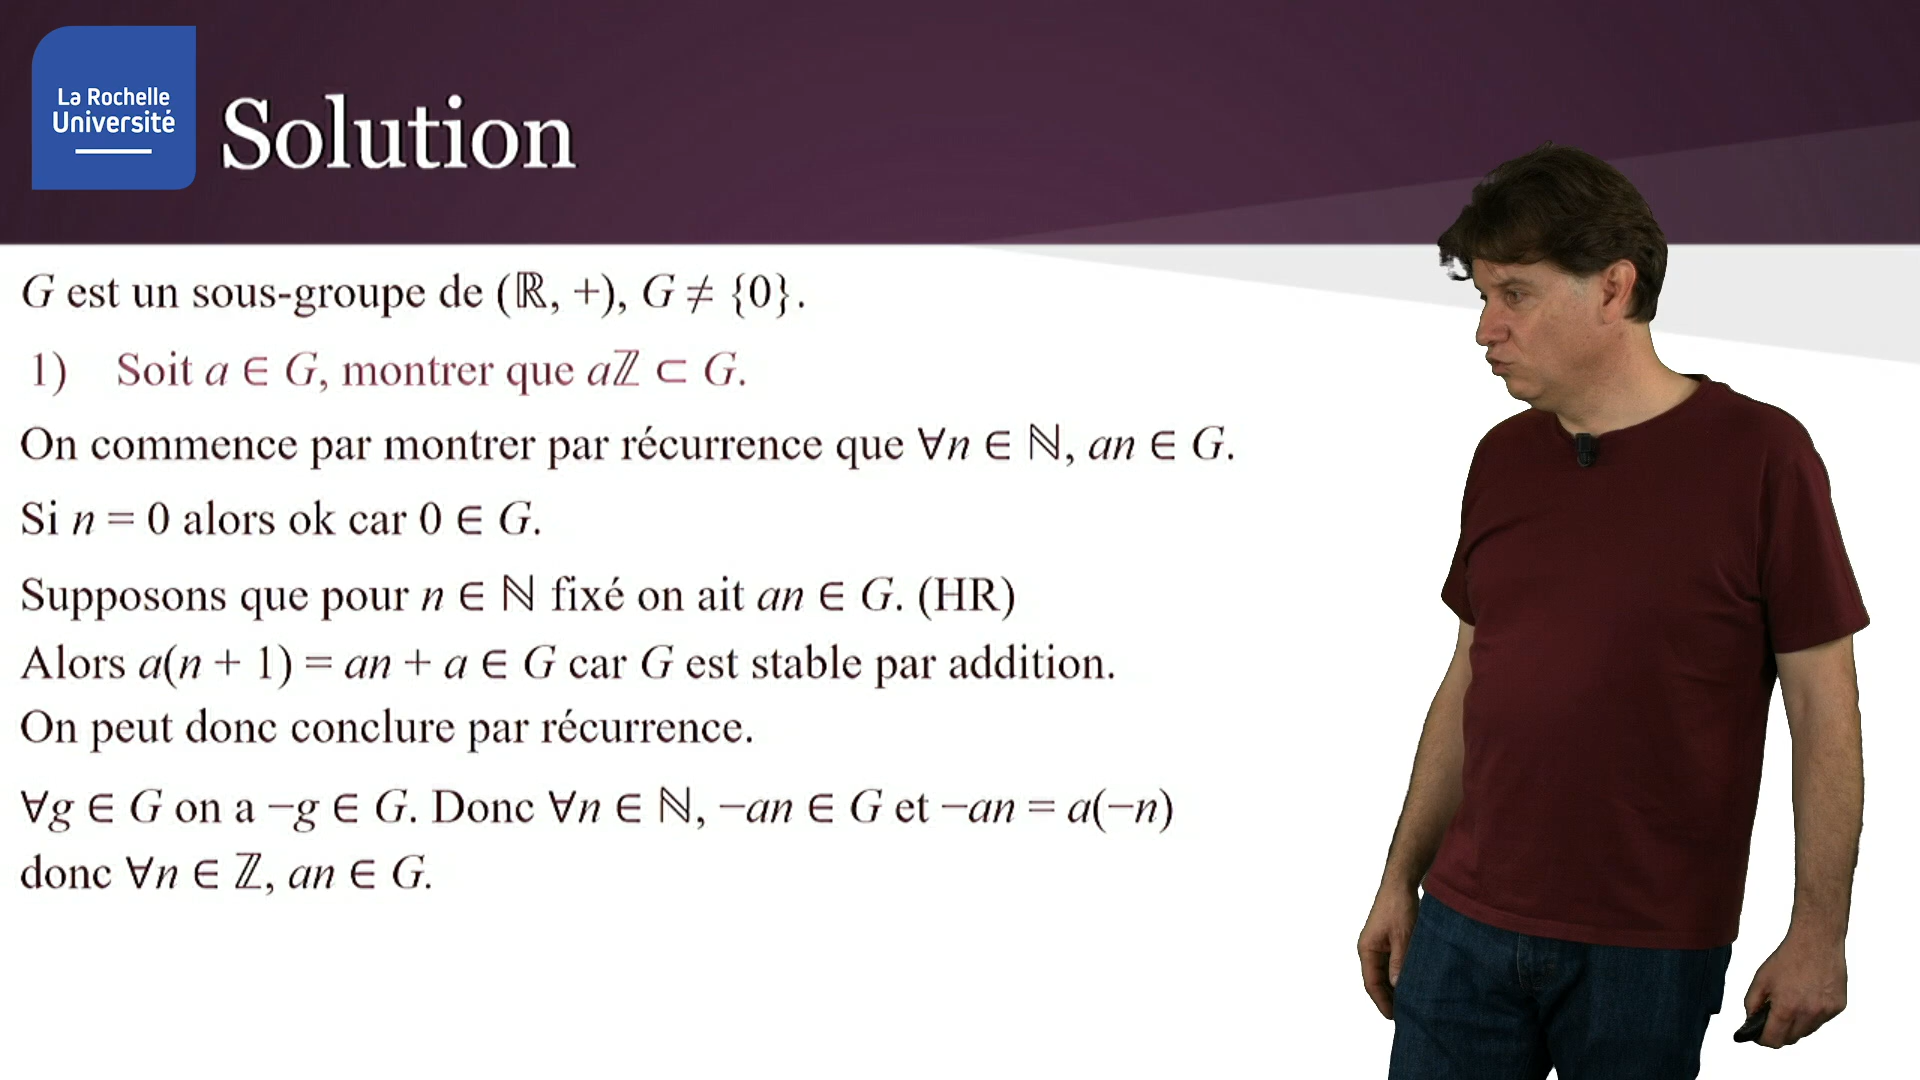 La Rochelle
Université
Solution
G est un sous-groupe de (ℝ, +), G ≠ {0}.
1) Soit a ∈ G, montrer que aℤ ⊂ G.
On commence par montrer par récurrence que ∀n ∈ ℕ, an ∈ G.
Si n = 0 alors ok car 0 ∈ G.
Supposons que pour n ∈ ℕ fixé on ait an ∈ G. (HR)
Alors a(n + 1) = an + a ∈ G car G est stable par addition.
On peut donc conclure par récurrence.
∀g ∈ G on a −g ∈ G. Donc ∀n ∈ ℕ, −an ∈ G et −an = a(−n)
donc ∀n ∈ ℤ, an ∈ G.